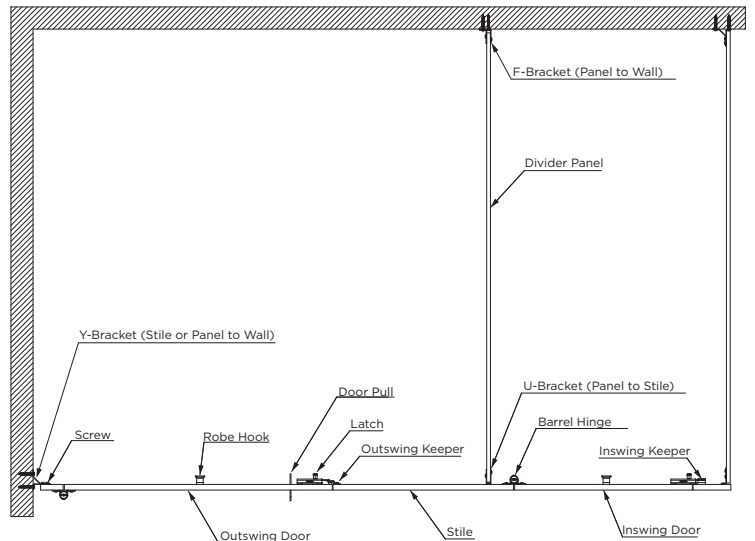 F-Bracket (Panel to Wall)
Divider Panel
Y-Bracket (Stile or Panel to Wall)
Door Pull
U-Bracket (Panel to Stile)
Latch
Barrel Hinge
Screw
Robe Hook
Outswing Keeper
Inswing Keeper
Outswing Door
Stile
Inswing Door